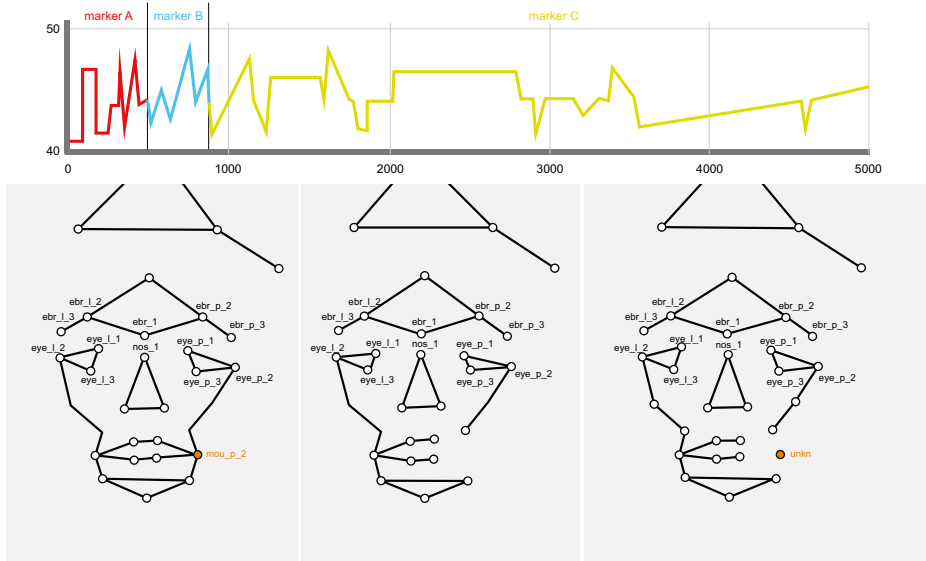 marker A marker B marker C
50
40
0 1000 2000 3000 4000 5000
ebr_l_2 ebr_p_2
ebr_l_3 ebr_1 ebr_p_3
eye_l_1 nos_1 eye_p_1
eye_l_2
eye_l_3 eye_p_3 eye_p_2
mou_p_2
ebr_l_2 ebr_p_2
ebr_l_3 ebr_1 ebr_p_3
eye_l_1 nos_1 eye_p_1
eye_l_2
eye_l_3 eye_p_3 eye_p_2
ebr_l_2 ebr_p_2
ebr_l_3 ebr_1 ebr_p_3
eye_l_1 nos_1 eye_p_1
eye_l_2
eye_l_3 eye_p_3 eye_p_2
unkn